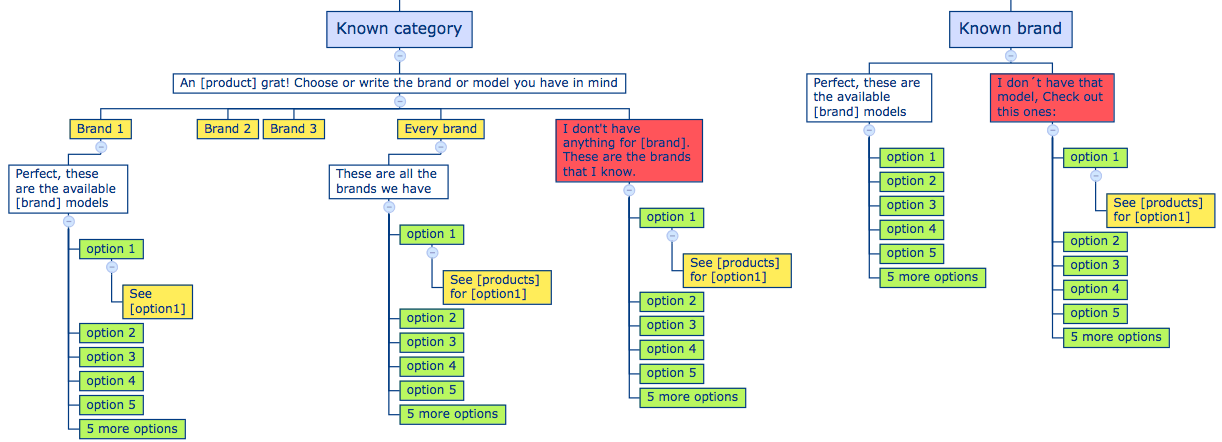 Known category
An [product] grat! Choose or write the brand or model you have in mind
Brand 1
Perfect, these
are the available
[brand] models
option 1
See
[option1]
option 2
option 3
option 4
option 5
5 more options
Brand 2
Brand 3
Every brand
These are all the
brands we have
option 1
See [products]
for [option1]
option 2
option 3
option 4
option 5
5 more options
I dont't have
anything for [brand].
These are the brands
that I know.
option 1
See [products]
for [option1]
option 2
option 3
option 4
option 5
5 more options
Known brand
Perfect, these are
the available
[brand] models
option 1
option 2
option 3
option 4
option 5
5 more options
I don´t have that
model, Check out
this ones:
option 1
See [products]
for [option1]
option 2
option 3
option 4
option 5
5 more options